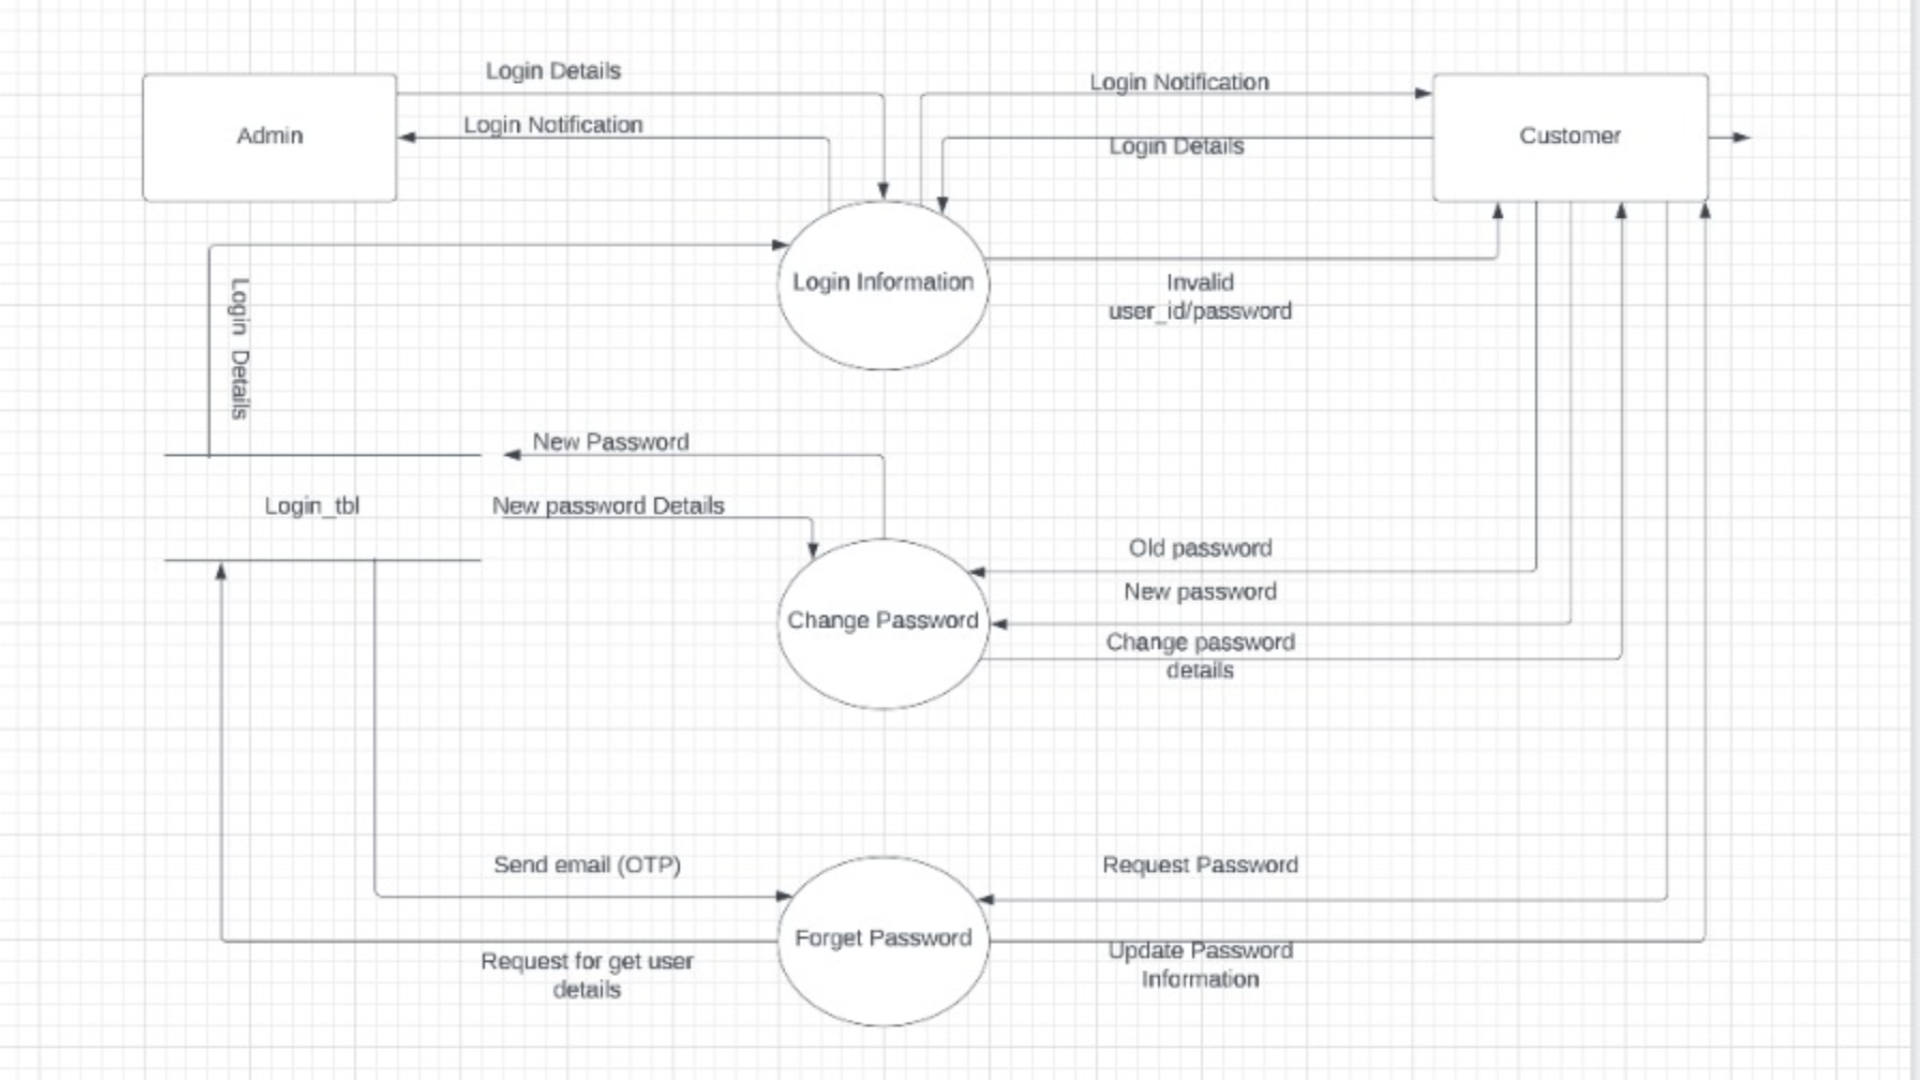 Login Details
Login Notification
Admin
Login Notification
Login Details
Customer
Login Details
Login Information
Invalid
user_id/password
New Password
Login_tbl
New password Details
Old password
New password
Change Password
Change password
details
Send email (OTP)
Request Password
Forget Password
Request for get user
details
Update Password
Information